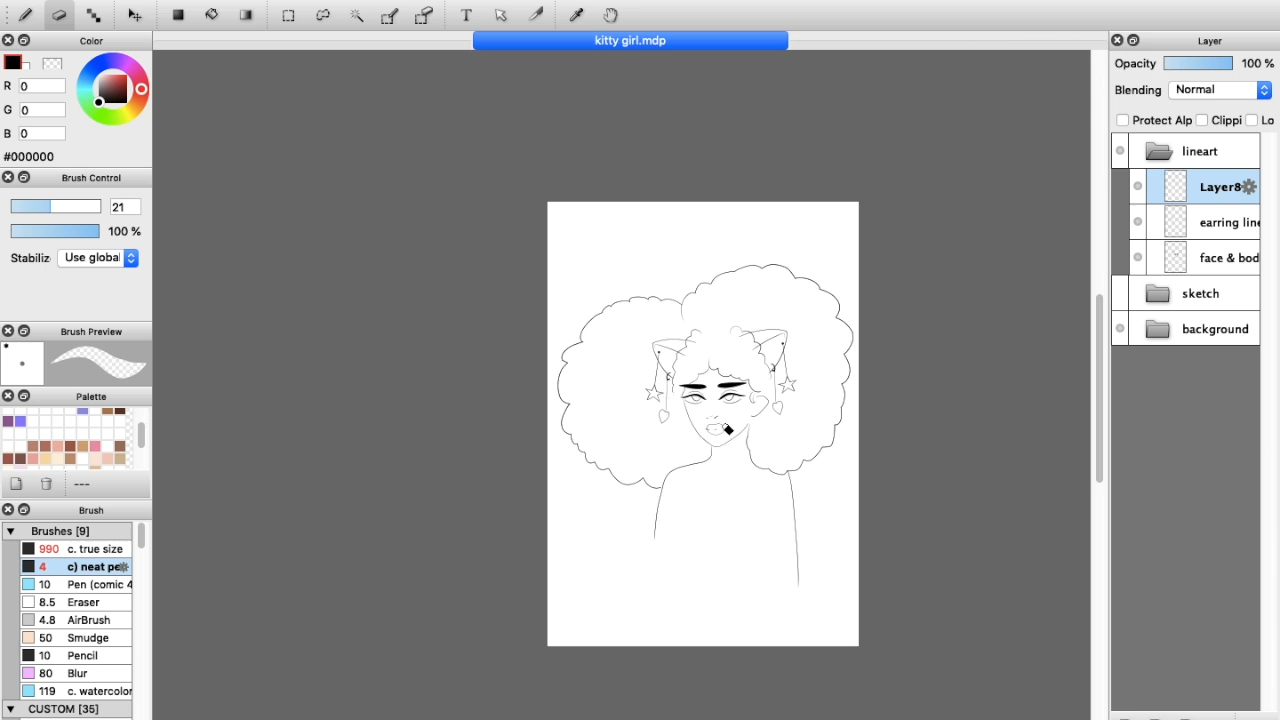 kitty girl.mdp
Color
R 0
G 0
B 0
#000000
Brush Control
21
100 %
Stabiliz Use global
Brush Preview
Palette
---
Brush
Brushes [9]
990 c. true size
4 c) neat pe
10 Pen (comic 4
8.5 Eraser
4.8 AirBrush
50 Smudge
10 Pencil
80 Blur
119 c. watercolor
CUSTOM [35]
Layer
Opacity 100 %
Blending Normal
Protect Alp Clippi Lo
lineart
Layer8
earring line
face & bod
sketch
background